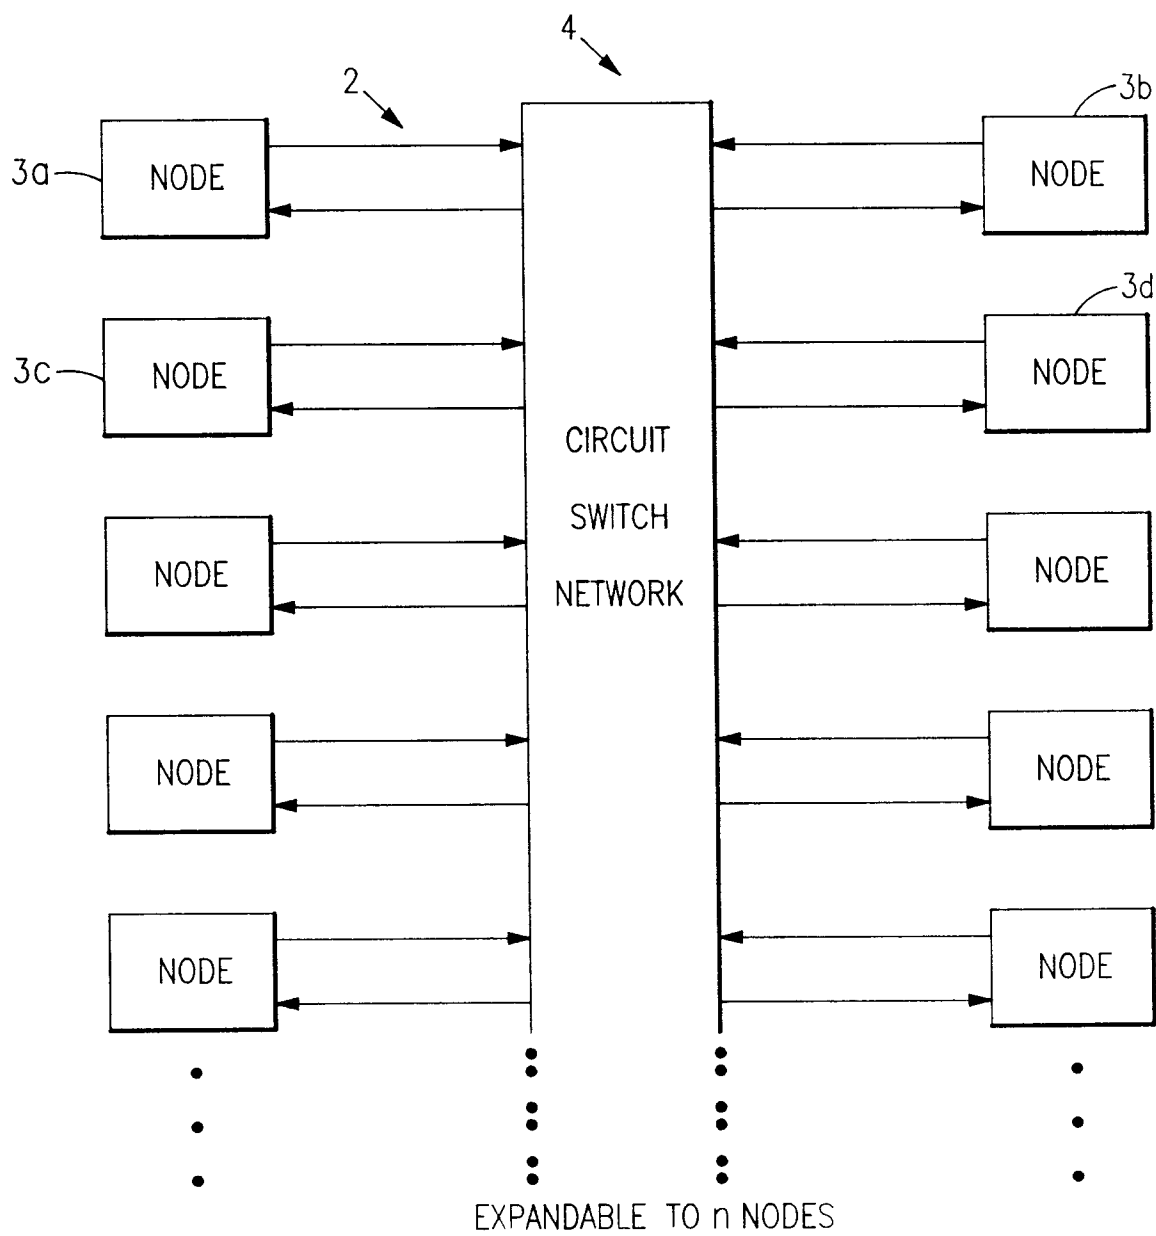 4
2
3b
3a
NODE
NODE
3d
3c
NODE
NODE
CIRCUIT
SWITCH
NETWORK
NODE
NODE
NODE
NODE
NODE
NODE
EXPANDABLE TO n NODES